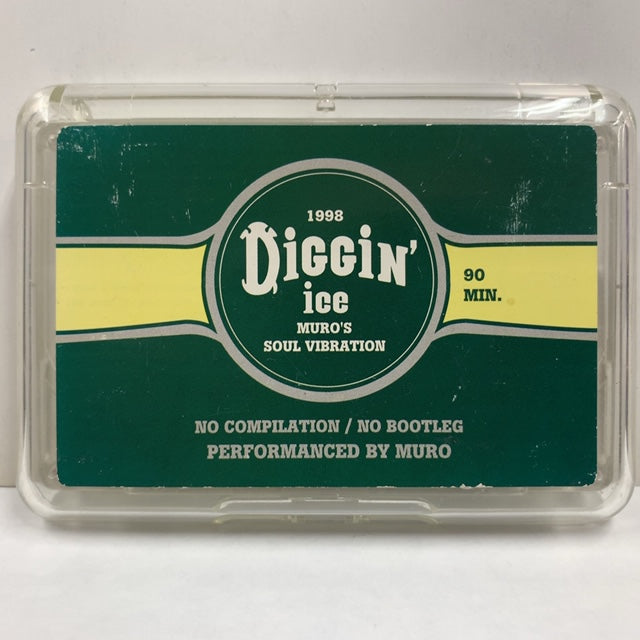 1998
DiGGiN'
ice
MURO'S
SOUL VIBRATION
90
MIN.
NO COMPILATION / NO BOOTLEG
PERFORMANCED BY MURO